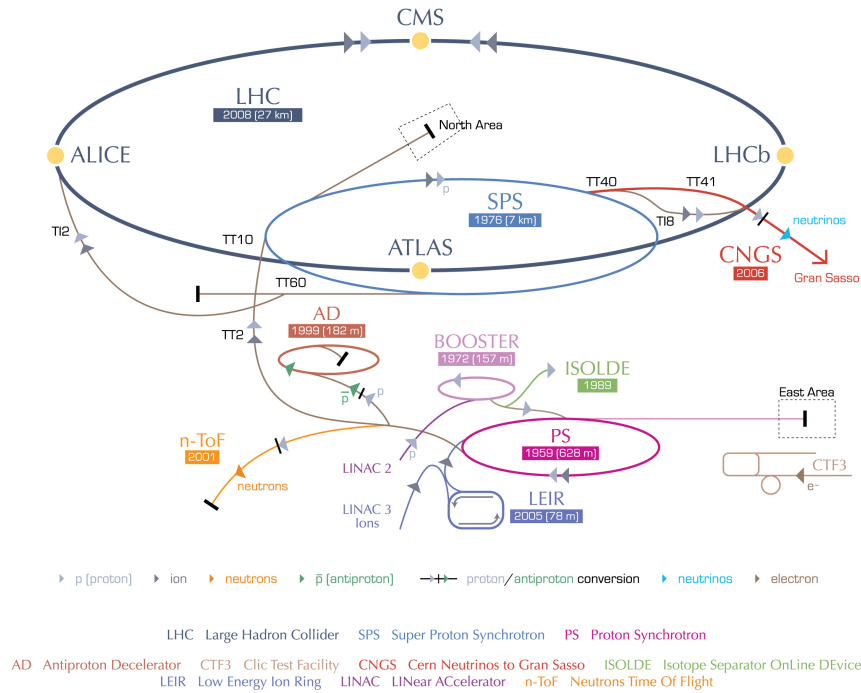 CMS
LHC
2008 (27 km)
North Area
ALICE
LHCb
TT40
TT41
p
SPS
1976 (7 km)
TI8
neutrinos
TI2
TT10
ATLAS
CNGS
2006
Gran Sasso
TT60
AD
1999 (182 m)
TT2
BOOSTER
1972 (157 m)
ISOLDE
1989
p̅
p
East Area
n-ToF
2001
p
PS
1959 (628 m)
LINAC 2
neutrons
CTF3
e-
LEIR
2005 (78 m)
LINAC 3
Ions
p (proton)
ion
neutrons
p̅ (antiproton)
proton/antiproton conversion
neutrinos
electron
LHC Large Hadron Collider SPS Super Proton Synchrotron PS Proton Synchrotron
AD Antiproton Decelerator CTF3 Clic Test Facility CNGS Cern Neutrinos to Gran Sasso ISOLDE Isotope Separator OnLine DEvice
LEIR Low Energy Ion Ring LINAC LINear ACcelerator n-ToF Neutrons Time Of Flight